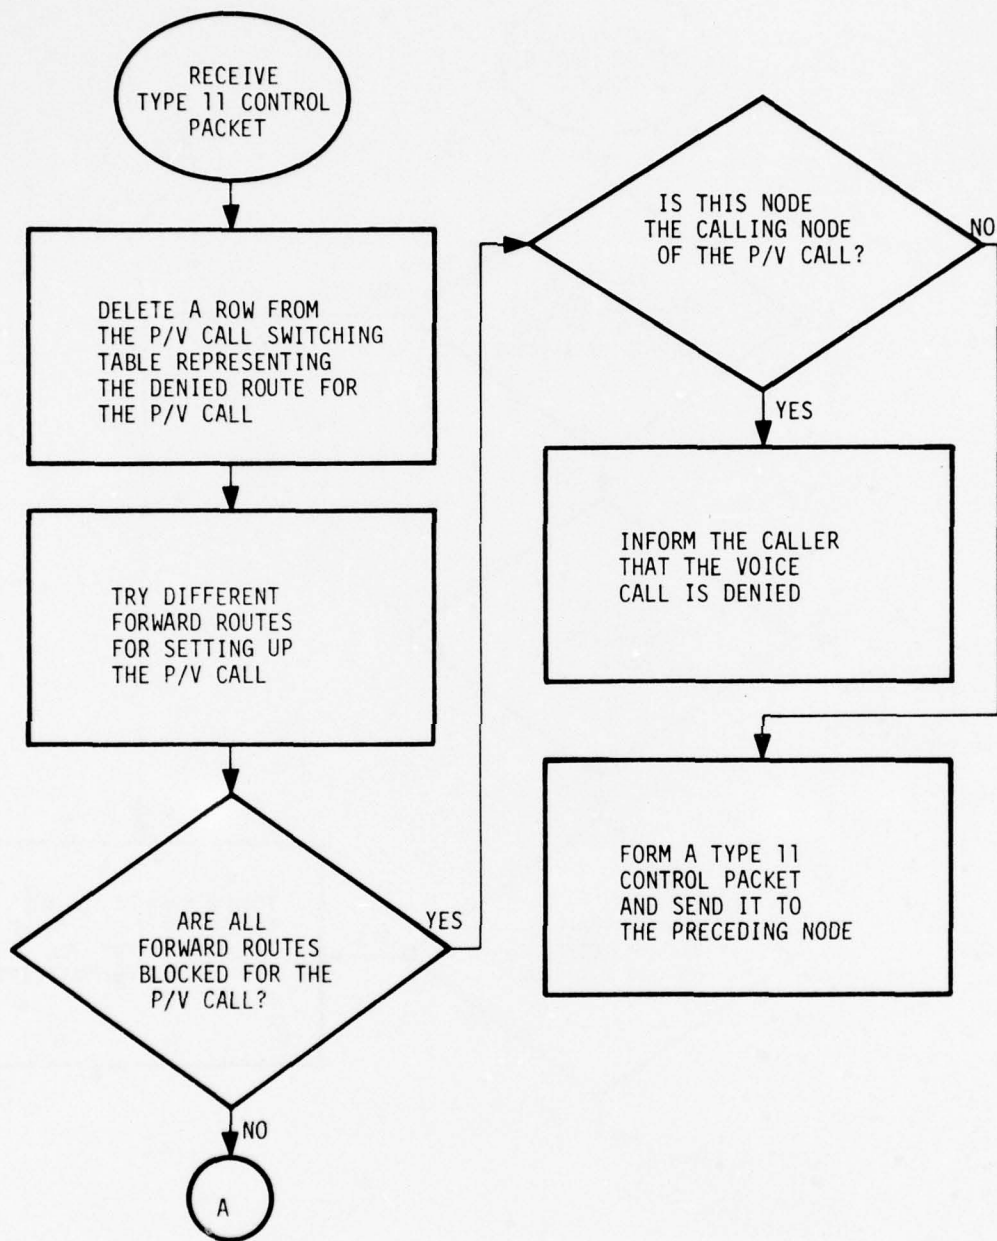 RECEIVE
TYPE 11 CONTROL
PACKET
DELETE A ROW FROM
THE P/V CALL SWITCHING
TABLE REPRESENTING
THE DENIED ROUTE FOR
THE P/V CALL
TRY DIFFERENT
FORWARD ROUTES
FOR SETTING UP
THE P/V CALL
ARE ALL
FORWARD ROUTES
BLOCKED FOR THE
P/V CALL?
YES
NO
A
IS THIS NODE
THE CALLING NODE
OF THE P/V CALL?
NO
YES
INFORM THE CALLER
THAT THE VOICE
CALL IS DENIED
FORM A TYPE 11
CONTROL PACKET
AND SEND IT TO
THE PRECEDING NODE